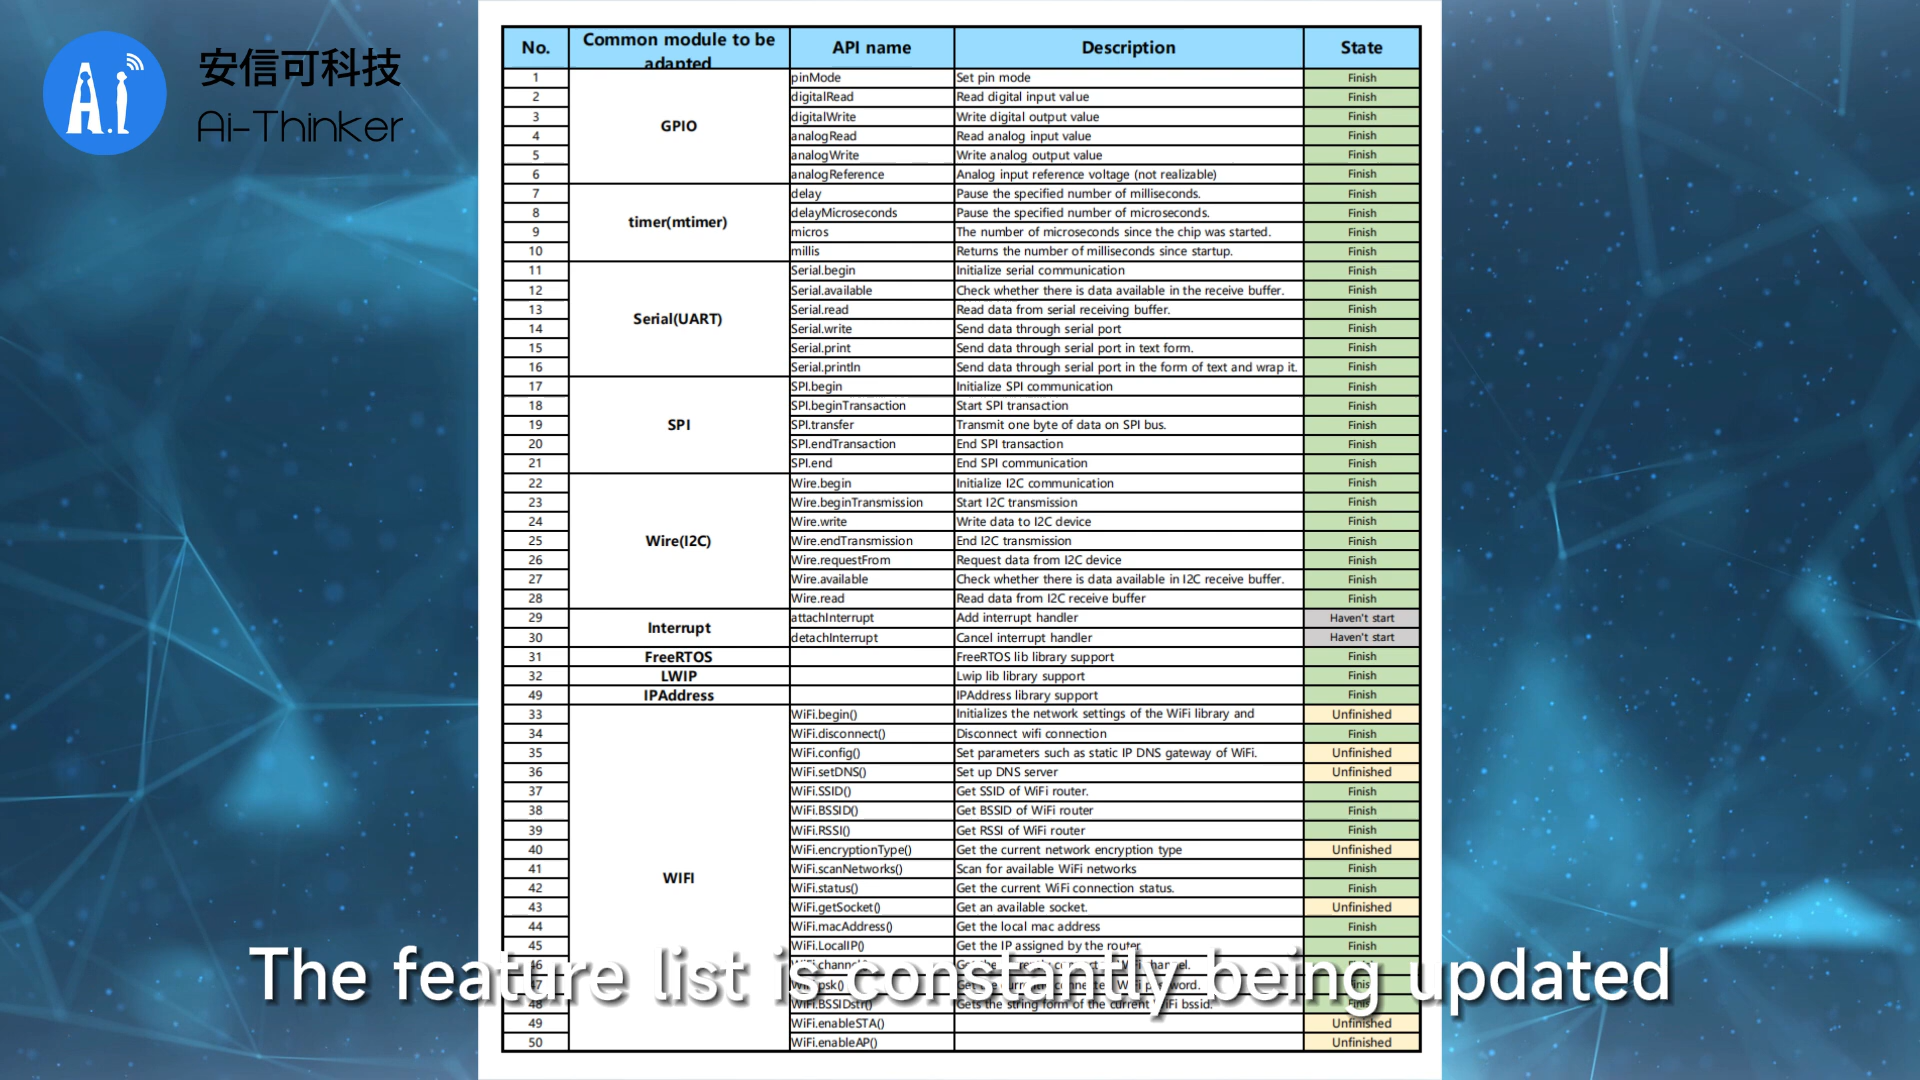 安信可科技
Ai-Thinker
No. Common module to be adapted API name Description State
1 GPIO pinMode Set pin mode Finish
2 digitalRead Read digital input value Finish
3 digitalWrite Write digital output value Finish
4 analogRead Read analog input value Finish
5 analogWrite Write analog output value Finish
6 analogReference Analog input reference voltage (not realizable) Finish
7 timer(mtimer) delay Pause the specified number of milliseconds. Finish
8 delayMicroseconds Pause the specified number of microseconds. Finish
9 micros The number of microseconds since the chip was started. Finish
10 millis Returns the number of milliseconds since startup. Finish
11 Serial(UART) Serial.begin Initialize serial communication Finish
12 Serial.available Check whether there is data available in the receive buffer. Finish
13 Serial.read Read data from serial receiving buffer. Finish
14 Serial.write Send data through serial port Finish
15 Serial.print Send data through serial port in text form. Finish
16 Serial.println Send data through serial port in the form of text and wrap it. Finish
17 SPI SPI.begin Initialize SPI communication Finish
18 SPI.beginTransaction Start SPI transaction Finish
19 SPI.transfer Transmit one byte of data on SPI bus. Finish
20 SPI.endTransaction End SPI transaction Finish
21 SPI.end End SPI communication Finish
22 Wire(I2C) Wire.begin Initialize I2C communication Finish
23 Wire.beginTransmission Start I2C transmission Finish
24 Wire.write Write data to I2C device Finish
25 Wire.endTransmission End I2C transmission Finish
26 Wire.requestFrom Request data from I2C device Finish
27 Wire.available Check whether there is data available in I2C receive buffer. Finish
28 Wire.read Read data from I2C receive buffer Finish
29 Interrupt attachInterrupt Add interrupt handler Haven't start
30 detachInterrupt Cancel interrupt handler Haven't start
31 FreeRTOS FreeRTOS lib library support Finish
32 LWIP Lwip lib library support Finish
49 IPAddress IPAddress library support Finish
33 WIFI WiFi.begin() Initializes the network settings of the WiFi library and Unfinished
34 WiFi.disconnect() Disconnect wifi connection Finish
35 WiFi.config() Set parameters such as static IP DNS gateway of WiFi. Unfinished
36 WiFi.setDNS() Set up DNS server Unfinished
37 WiFi.SSID() Get SSID of WiFi router. Finish
38 WiFi.BSSID() Get BSSID of WiFi router Finish
39 WiFi.RSSI() Get RSSI of WiFi router Finish
40 WiFi.encryptionType() Get the current network encryption type Unfinished
41 WiFi.scanNetworks() Scan for available WiFi networks Finish
42 WiFi.status() Get the current WiFi connection status. Finish
43 WiFi.getSocket() Get an available socket. Unfinished
44 WiFi.macAddress() Get the local mac address Finish
45 WiFi.LocalIP() Get the IP assigned by the router Finish
48 WiFi.BSSIDstr() Gets the string form of the current WiFi bssid.
49 WiFi.enableSTA() Unfinished
50 WiFi.enableAP() Unfinished
The feature list is constantly being updated